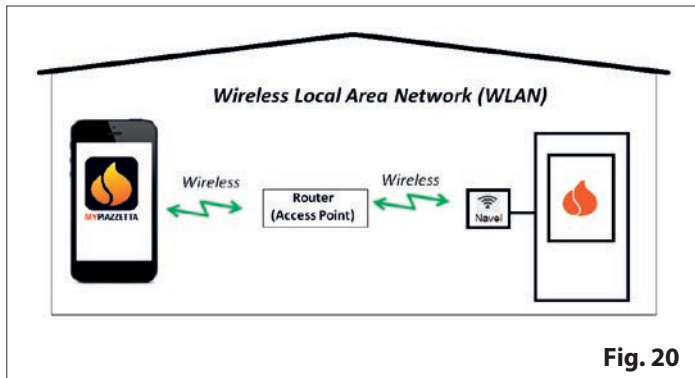 Wireless Local Area Network (WLAN)
MYPIAZZETTA
Wireless
Router
(Access Point)
Wireless
Navel
Fig. 20